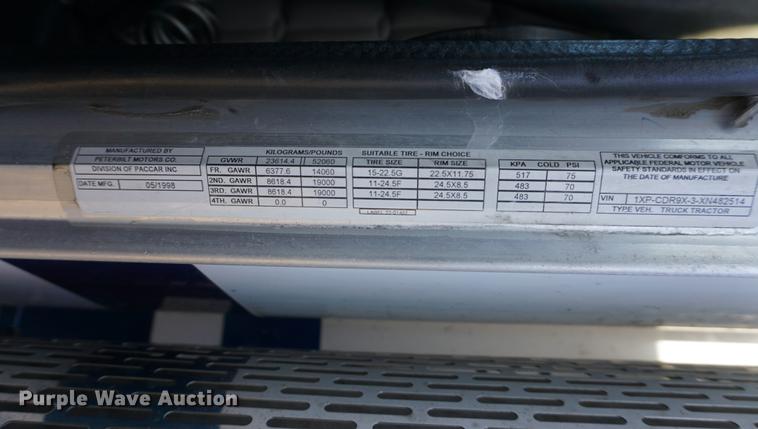 MANUFACTURED BY
PETERBILT MOTORS CO.
DIVISION OF PACCAR INC
DATE MFG. 05/1998
KILOGRAMS/POUNDS
GVWR 23614.4 52060
FR. GAWR 6377.6 14060
2ND. GAWR 8618.4 19000
3RD. GAWR 8618.4 19000
4TH. GAWR 0.0 0
SUITABLE TIRE - RIM CHOICE
TIRE SIZE RIM SIZE
15-22.5G 22.5X11.75
11-24.5F 24.5X8.5
11-24.5F 24.5X8.5
LABEL
KPA COLD PSI
517 75
483 70
483 70
THIS VEHICLE CONFORMS TO ALL
APPLICABLE FEDERAL MOTOR VEHICLE
SAFETY STANDARDS IN EFFECT ON
THE DATE OF MANUFACTURE
VIN 1XP-CDR9X-3-XN482514
TYPE VEH. TRUCK TRACTOR
Purple Wave Auction